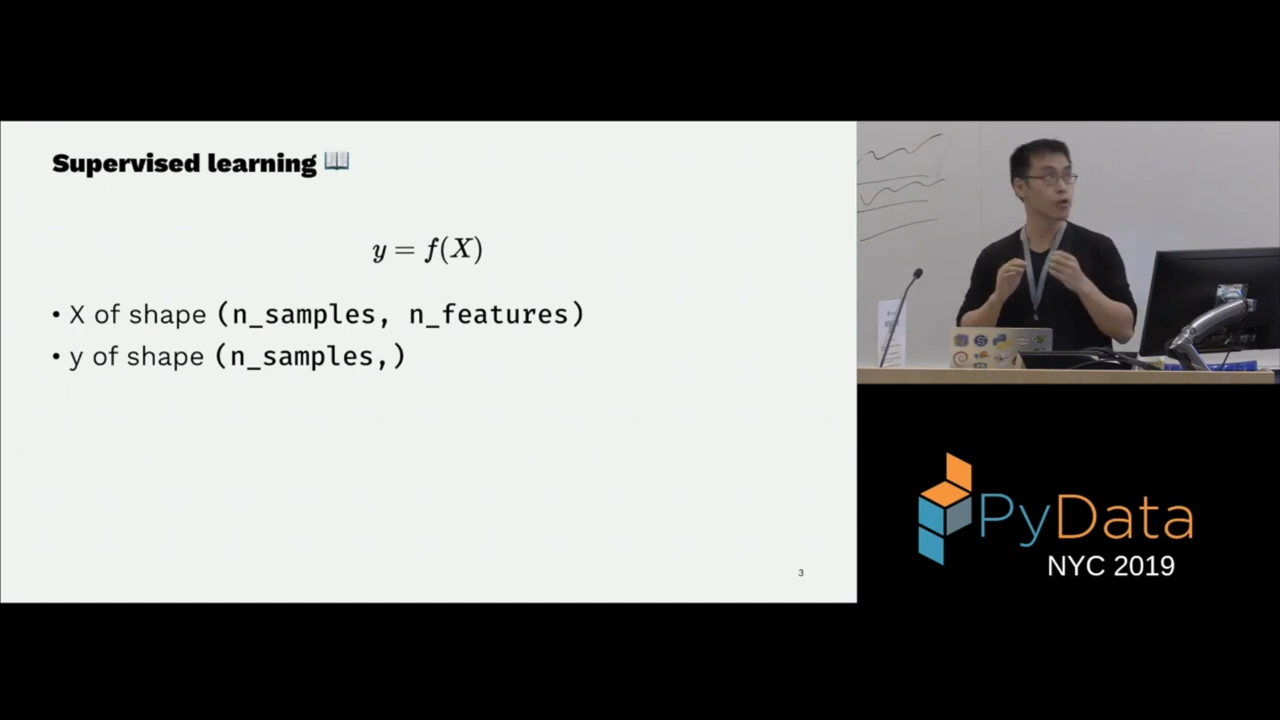 Supervised learning 📖
y = f(X)
• X of shape (n_samples, n_features)
• y of shape (n_samples,)
3
PyData
NYC 2019